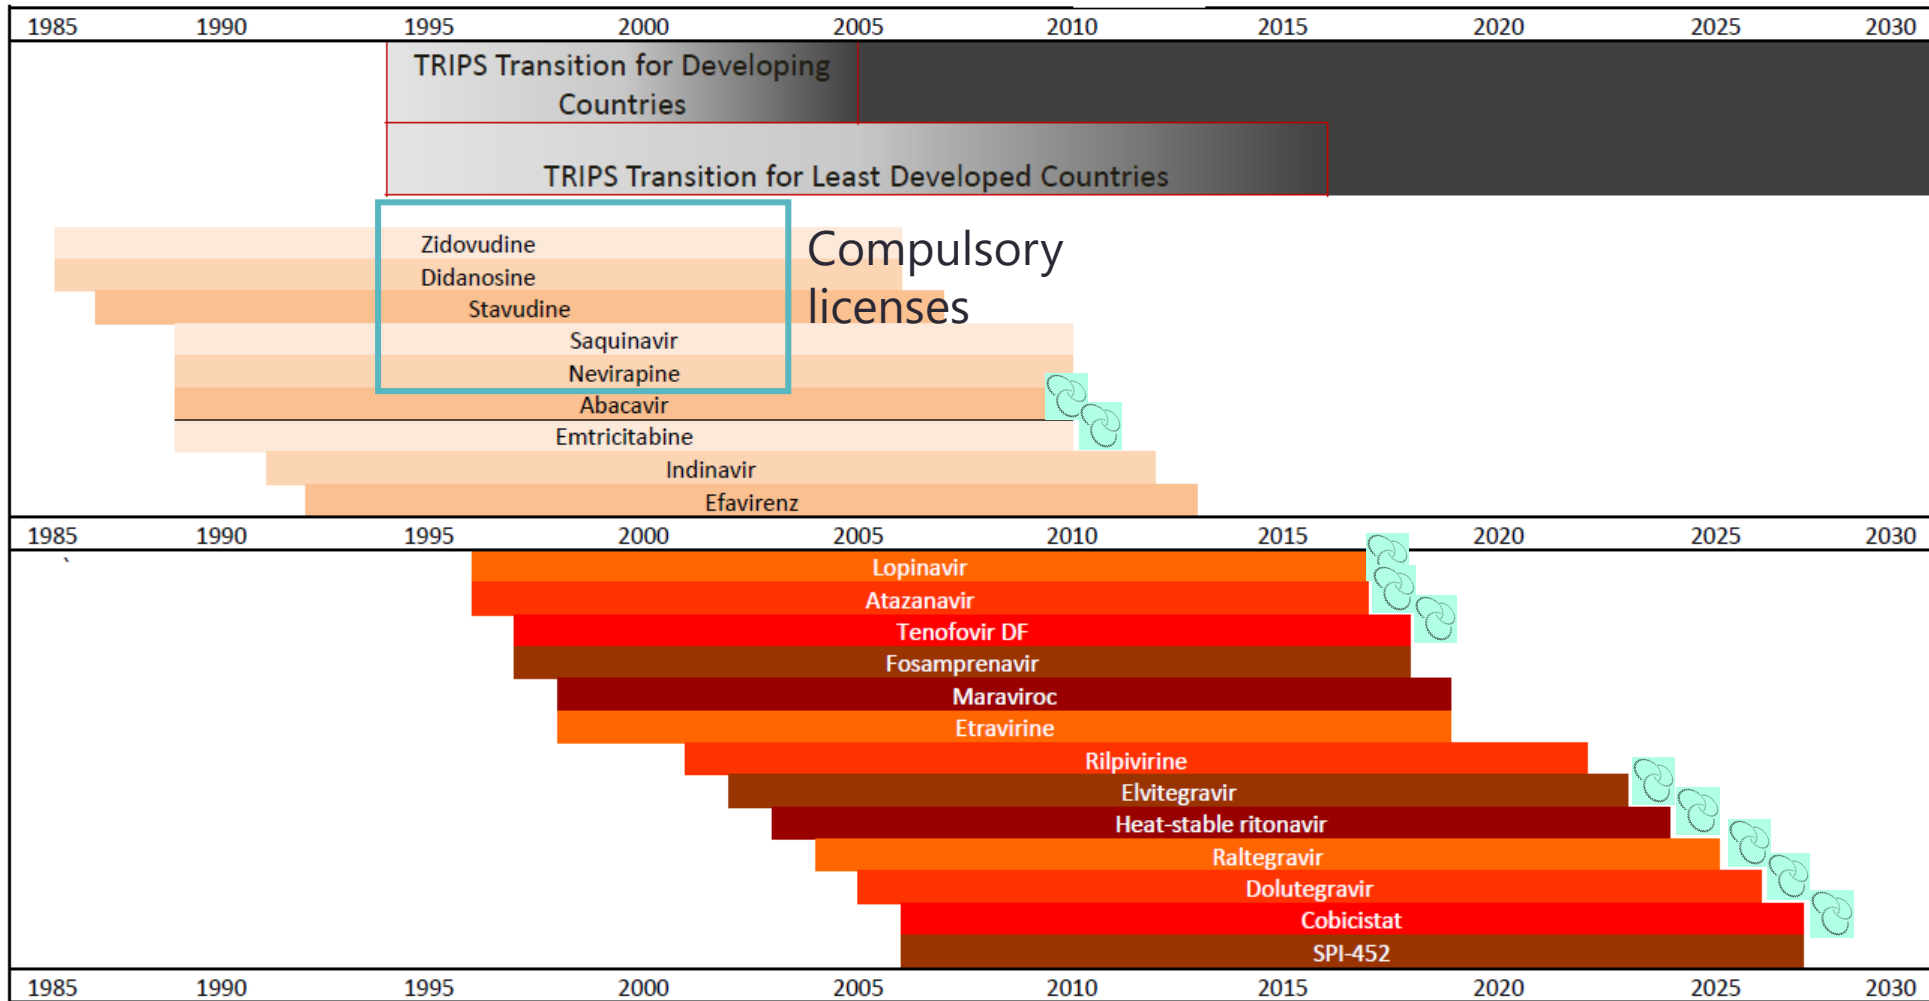 1985 1990 1995 2000 2005 2010 2015 2020 2025 2030
TRIPS Transition for Developing
Countries
TRIPS Transition for Least Developed Countries
Compulsory
licenses
Zidovudine
Didanosine
Stavudine
Saquinavir
Nevirapine
Abacavir
Emtricitabine
Indinavir
Efavirenz
1985 1990 1995 2000 2005 2010 2015 2020 2025 2030
Lopinavir
Atazanavir
Tenofovir DF
Fosamprenavir
Maraviroc
Etravirine
Rilpivirine
Elvitegravir
Heat-stable ritonavir
Raltegravir
Dolutegravir
Cobicistat
SPI-452
1985 1990 1995 2000 2005 2010 2015 2020 2025 2030